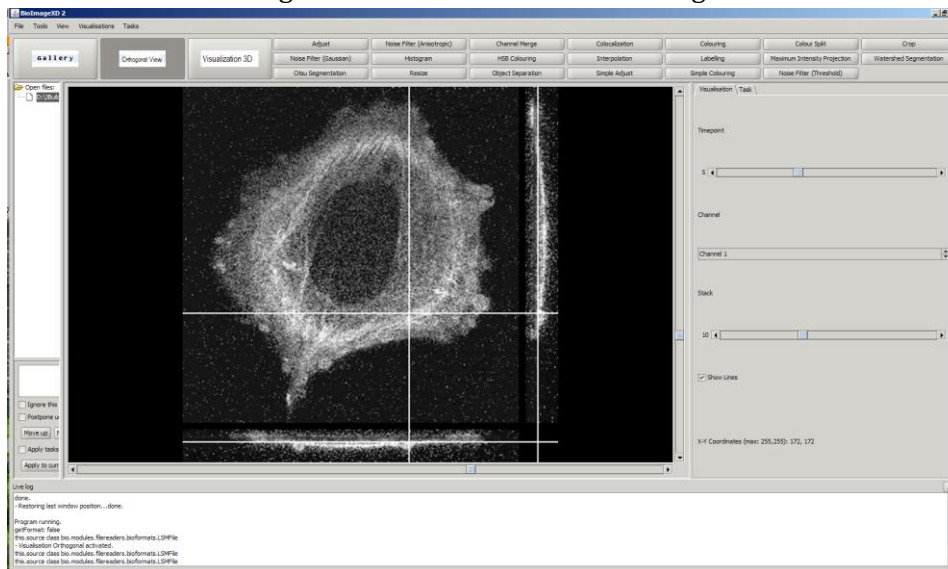 BioImageXD 2
File Tools View Visualisations Tasks
Gallery
Orthogonal View
Visualization 3D
Adjust
Noise Filter (Anisotropic)
Channel Merge
Colocalization
Colouring
Colour Split
Crop
Noise Filter (Gaussian)
Histogram
HSB Colouring
Interpolation
Labelling
Maximum Intensity Projection
Watershed Segmentation
Otsu Segmentation
Resize
Object Separation
Simple Adjust
Simple Colouring
Noise Filter (Threshold)
Open files:
Visualisation Task
Timepoint
5
Channel
Channel 1
Stack
10
Show Lines
X-Y Coordinates (max: 255,255): 172, 172
Ignore this
Postpone
Move up
Apply tasks
Apply to curr
Live log
done.
- Restoring last window position...done.
Program running.
getFormat: false
this.source class bio.modules.filereaders.bioformats.LSMFile
- Visualisation Orthogonal activated.
this.source class bio.modules.filereaders.bioformats.LSMFile
this.source class bio.modules.filereaders.bioformats.LSMFile